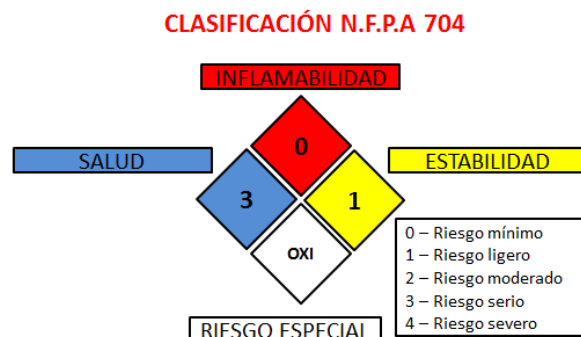 CLASIFICACIÓN N.F.P.A 704
INFLAMABILIDAD
0
SALUD
ESTABILIDAD
3
1
OXI
0 – Riesgo mínimo
1 – Riesgo ligero
2 – Riesgo moderado
3 – Riesgo serio
4 – Riesgo severo
RIESGO ESPECIAL